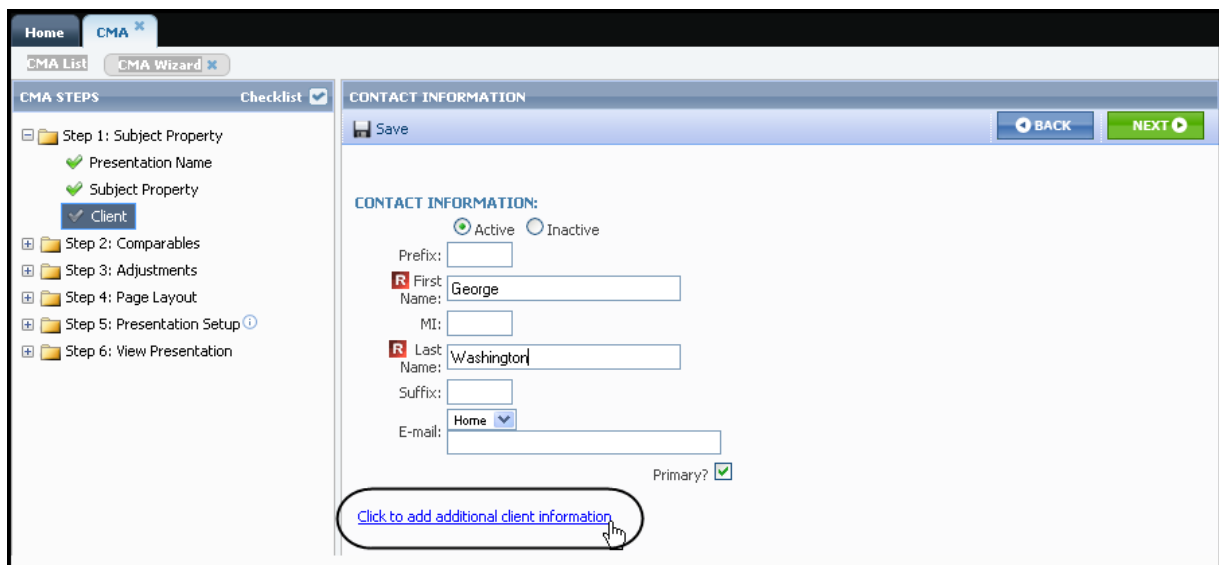 Home CMA
CMA List CMA Wizard
CMA STEPS Checklist
CONTACT INFORMATION
Save
BACK NEXT
Step 1: Subject Property
Presentation Name
Subject Property
Client
Step 2: Comparables
Step 3: Adjustments
Step 4: Page Layout
Step 5: Presentation Setup
Step 6: View Presentation
CONTACT INFORMATION:
Active Inactive
Prefix:
R First
Name: George
MI:
R Last
Name: Washington
Suffix:
E-mail: Home
Primary?
Click to add additional client information